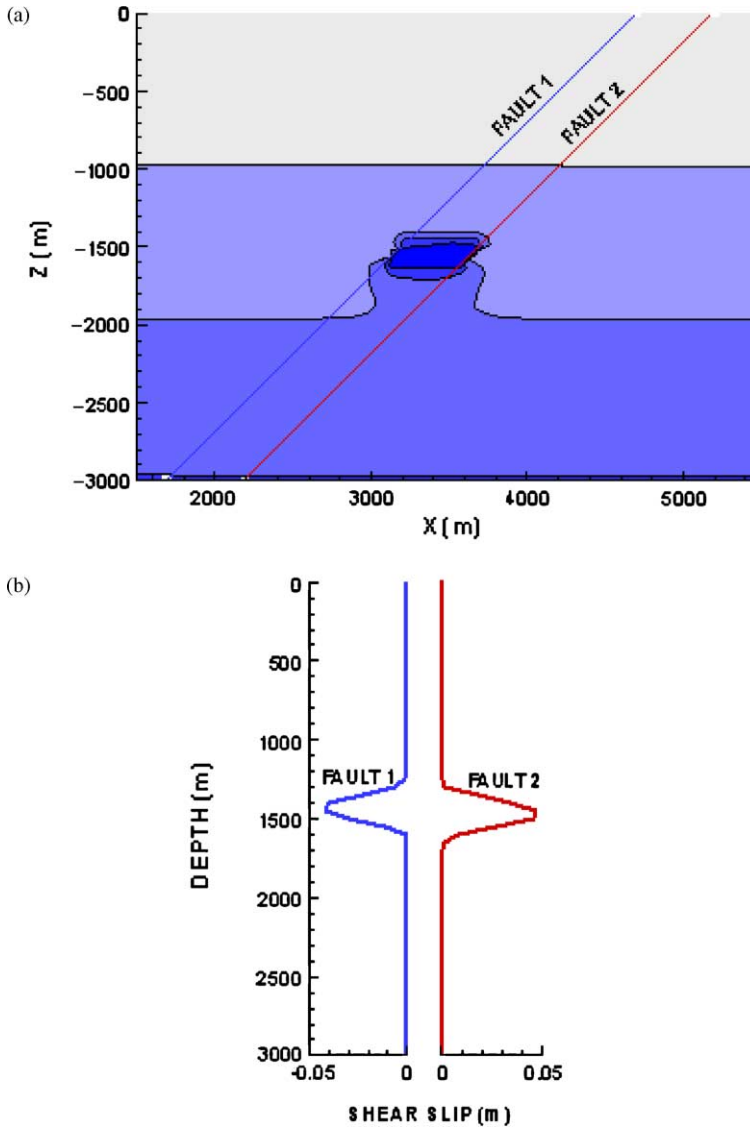 (a)
0
-500
-1000
-1500
-2000
-2500
-3000
Z (m)
FAULT 1
FAULT 2
2000 3000 4000 5000
X (m)
(b)
0
500
1000
1500
2000
2500
3000
DEPTH (m)
FAULT 1 FAULT 2
-0.05 0 0 0.05
SHEAR SLIP (m)